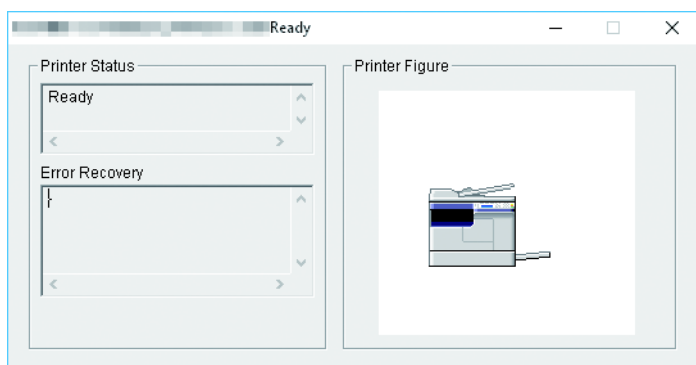 Ready
Printer Status
Ready
Error Recovery
}
Printer Figure